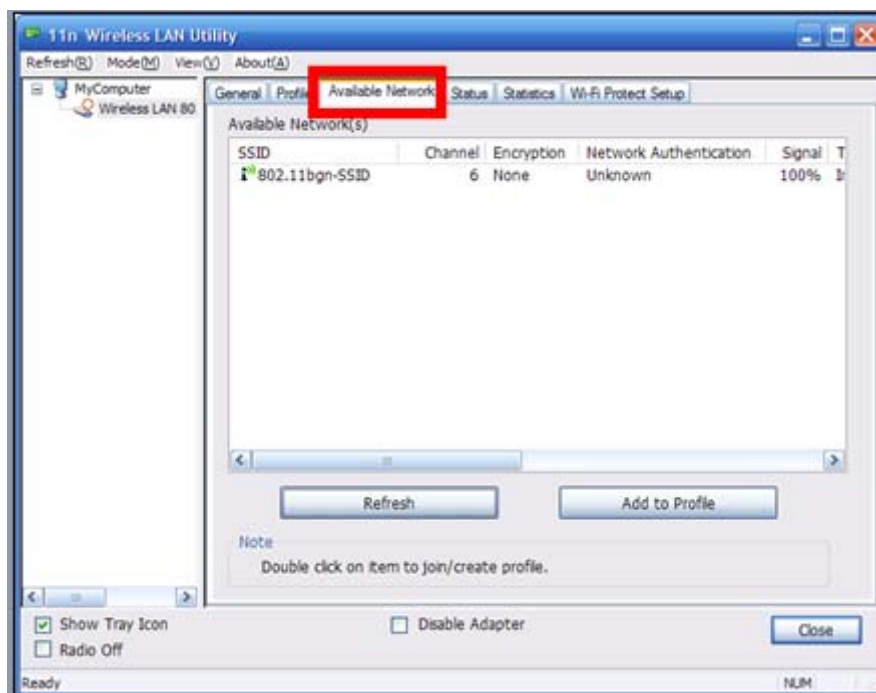 11n Wireless LAN Utility
Refresh(R) Mode(M) View(V) About(A)
MyComputer
Wireless LAN 80
General Profile Available Network Status Statistics Wi-Fi Protect Setup
Available Network(s)
SSID Channel Encryption Network Authentication Signal T
802.11bgn-SSID 6 None Unknown 100% In
Refresh Add to Profile
Note
Double click on item to join/create profile.
Show Tray Icon Disable Adapter Close
Radio Off
Ready NUM